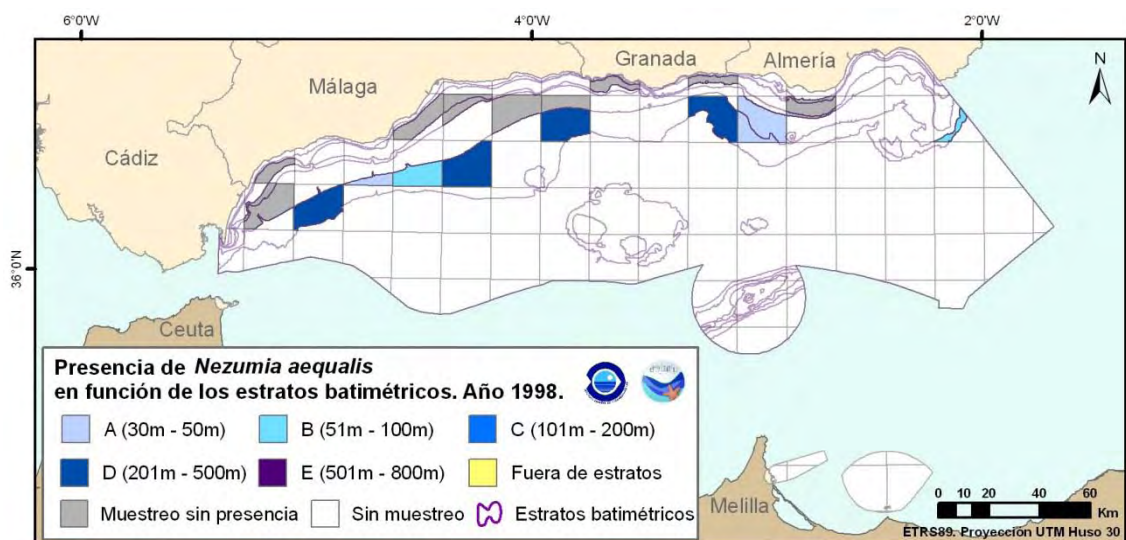 6°0'W 4°0'W 2°0'W
N
Granada Almería
Málaga
Cádiz
36°0'N
Ceuta
Presencia de Nezumia aequalis
en función de los estratos batimétricos. Año 1998.
A (30m - 50m) B (51m - 100m) C (101m - 200m)
D (201m - 500m) E (501m - 800m) Fuera de estratos
Muestreo sin presencia Sin muestreo Estratos batimétricos
Melilla
0 10 20 40 60
Km
ETRS89. Proyección UTM Huso 30